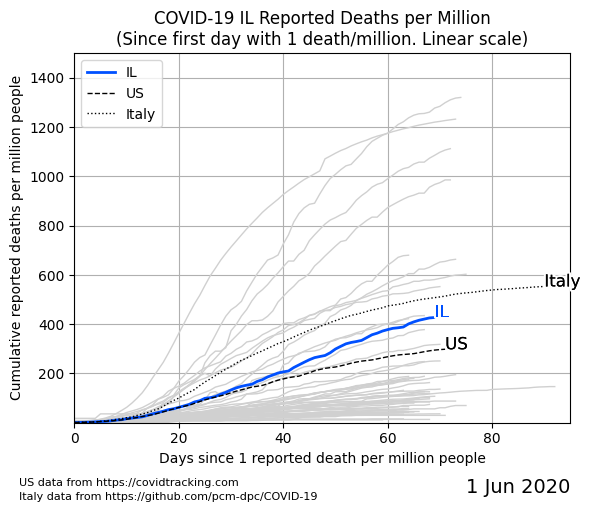 COVID-19 IL Reported Deaths per Million
(Since first day with 1 death/million. Linear scale)
Cumulative reported deaths per million people
1400
1200
1000
800
600
400
200
IL
US
Italy
Italy
IL
US
0
20
40
60
80
Days since 1 reported death per million people
US data from https://covidtracking.com
Italy data from https://github.com/pcm-dpc/COVID-19
1 Jun 2020